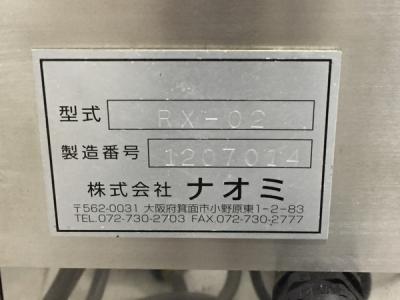 型式 RX-02
製造番号 1207014
株式会社 ナオミ
〒562-0031 大阪府箕面市小野原東1-2-83
TEL.072-730-2703 FAX.072-730-2777